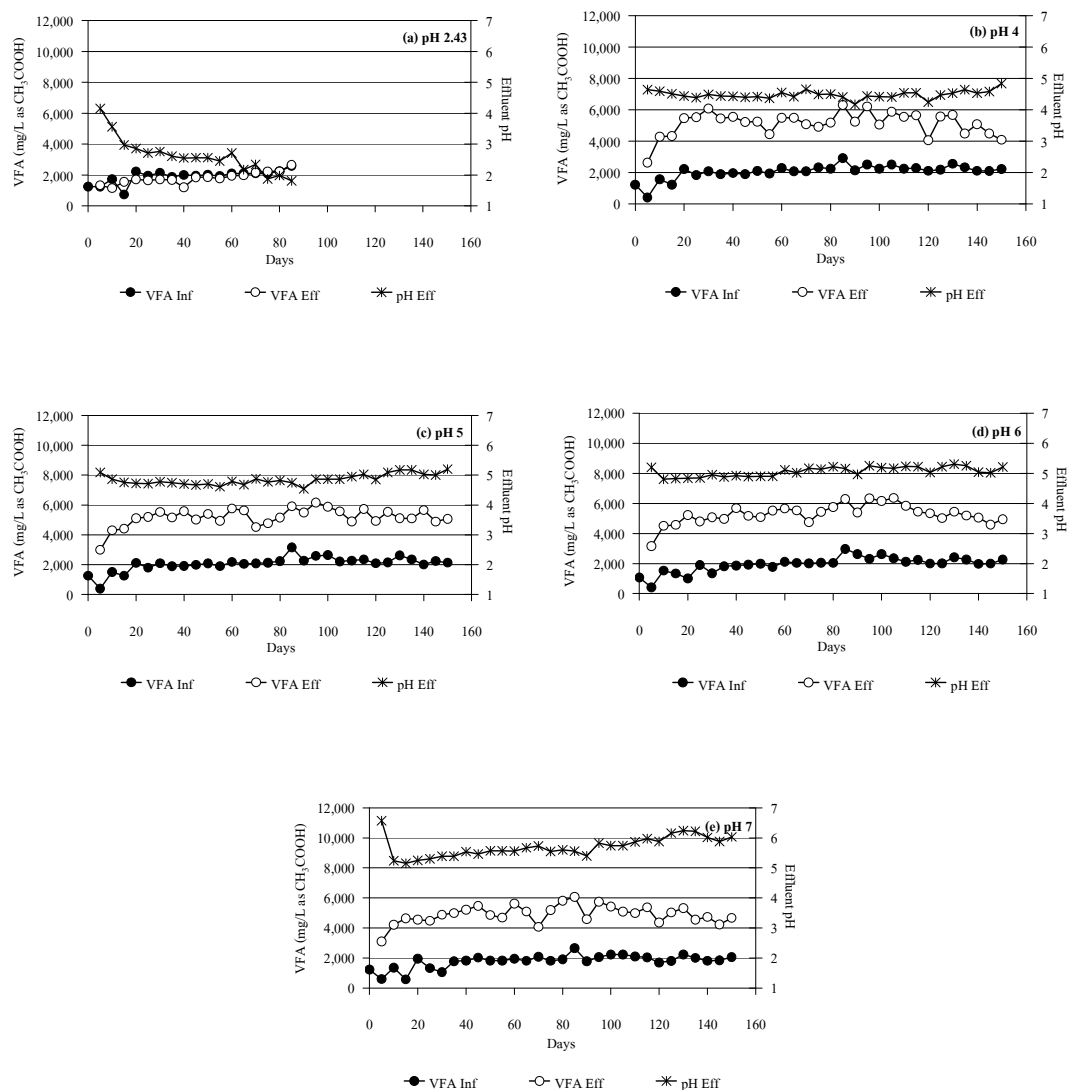 (a) pH 2.43
VFA (mg/L as CH₃COOH)
12,000
10,000
8,000
6,000
4,000
2,000
0
7
6
5
4
3
2
1
Effluent pH
0 20 40 60 80 100 120 140 160
Days
VFA Inf VFA Eff pH Eff
(b) pH 4
VFA (mg/L as CH₃COOH)
12,000
10,000
8,000
6,000
4,000
2,000
0
7
6
5
4
3
2
1
Effluent pH
0 20 40 60 80 100 120 140 160
Days
VFA Inf VFA Eff pH Eff
(c) pH 5
VFA (mg/L as CH₃COOH)
12,000
10,000
8,000
6,000
4,000
2,000
0
7
6
5
4
3
2
1
Effluent pH
0 20 40 60 80 100 120 140 160
Days
VFA Inf VFA Eff pH Eff
(d) pH 6
VFA (mg/L as CH₃COOH)
12,000
10,000
8,000
6,000
4,000
2,000
0
7
6
5
4
3
2
1
Effluent pH
0 20 40 60 80 100 120 140 160
Days
VFA Inf VFA Eff pH Eff
(e) pH 7
VFA (mg/L as CH₃COOH)
12,000
10,000
8,000
6,000
4,000
2,000
0
7
6
5
4
3
2
1
Effluent pH
0 20 40 60 80 100 120 140 160
Days
VFA Inf VFA Eff pH Eff